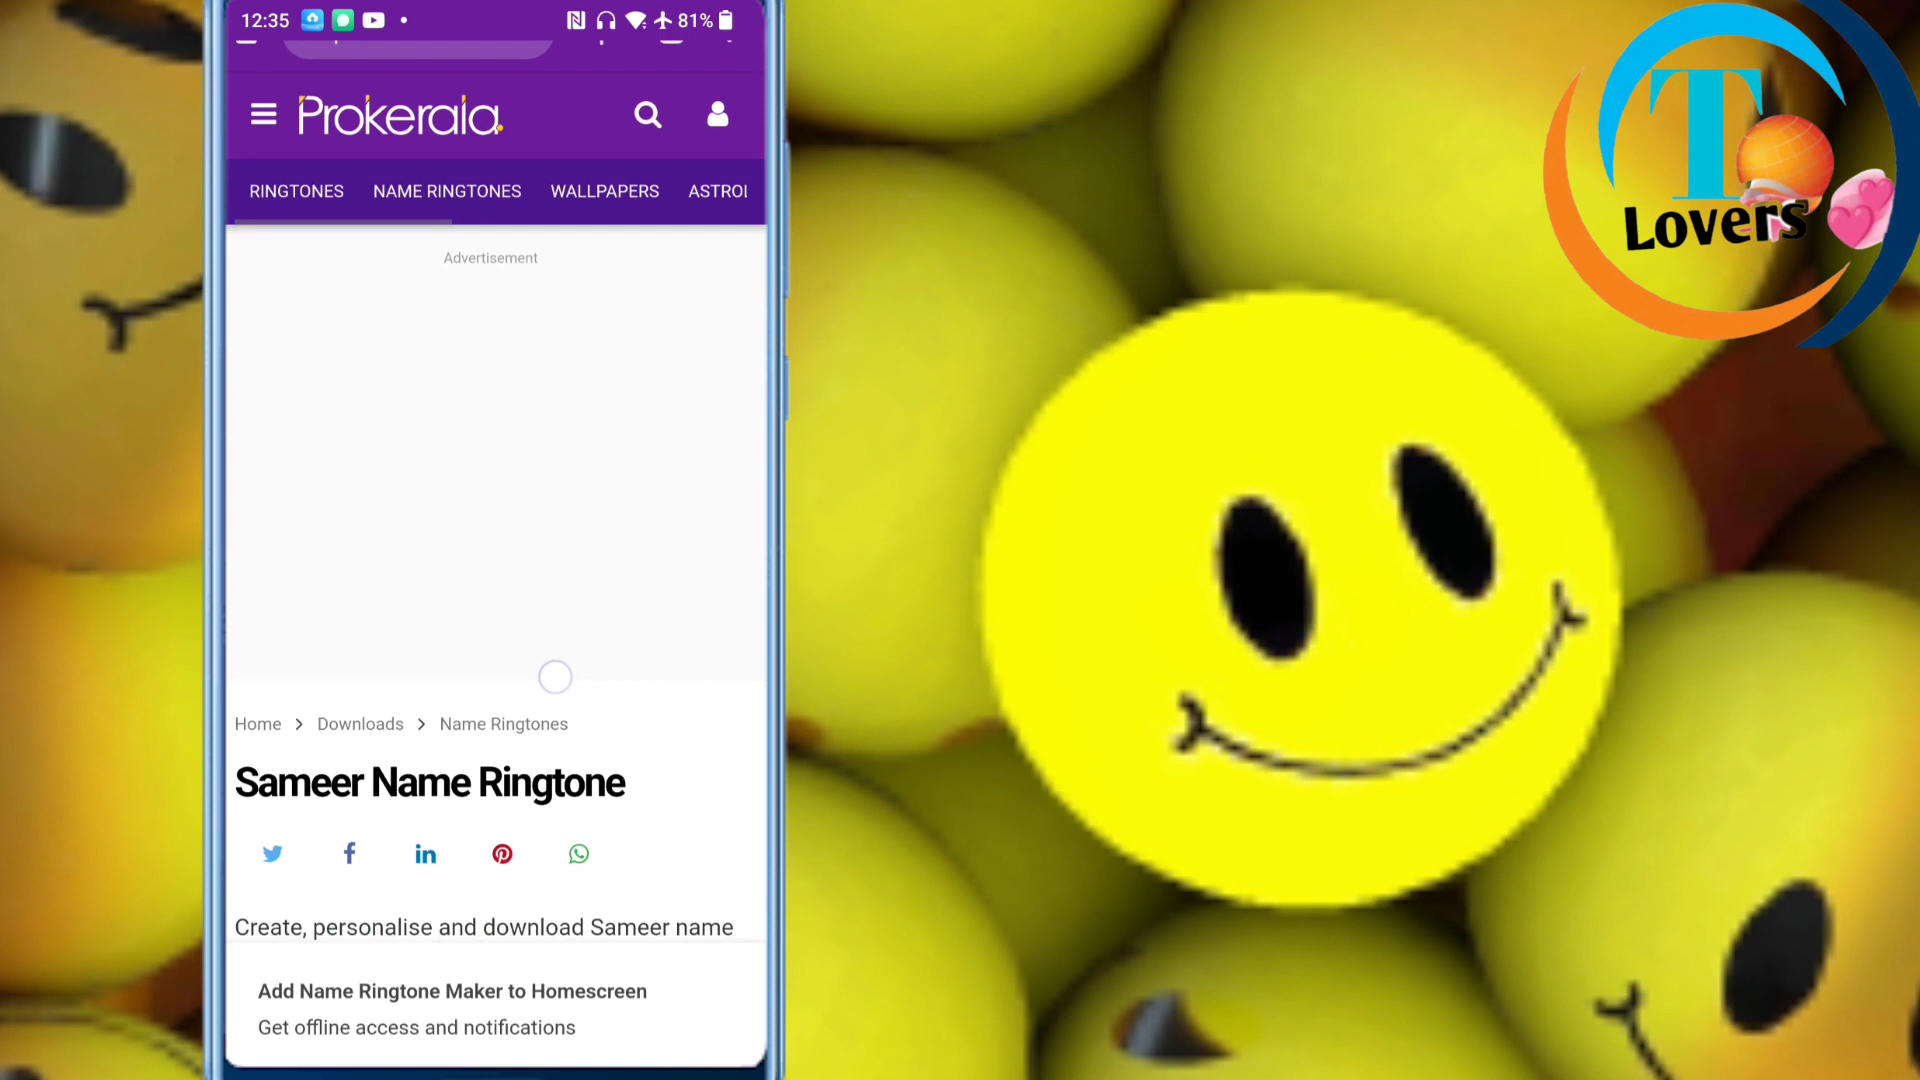 12:35
81%
Prokerala
RINGTONES
NAME RINGTONES
WALLPAPERS
Advertisement
Home > Downloads > Name Ringtones
Sameer Name Ringtone
Create, personalise and download Sameer name
Add Name Ringtone Maker to Homescreen
Get offline access and notifications
T
Lovers